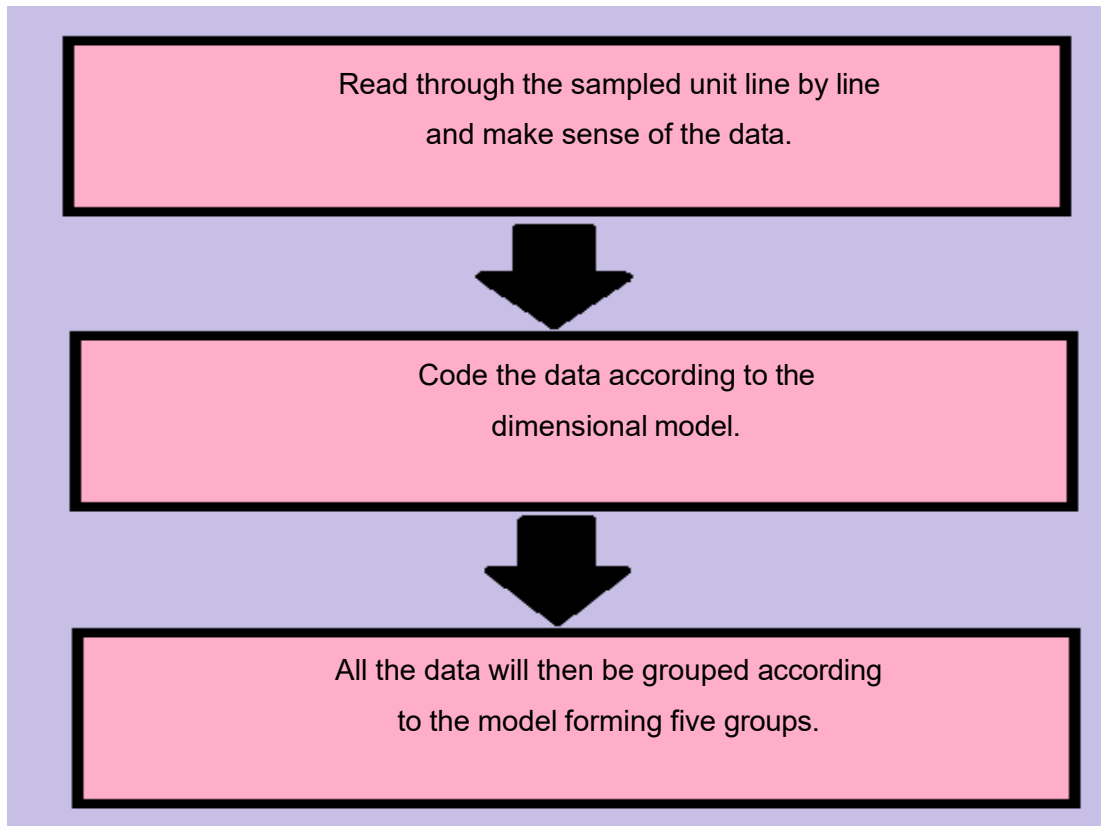 Read through the sampled unit line by line
and make sense of the data.
Code the data according to the
dimensional model.
All the data will then be grouped according
to the model forming five groups.